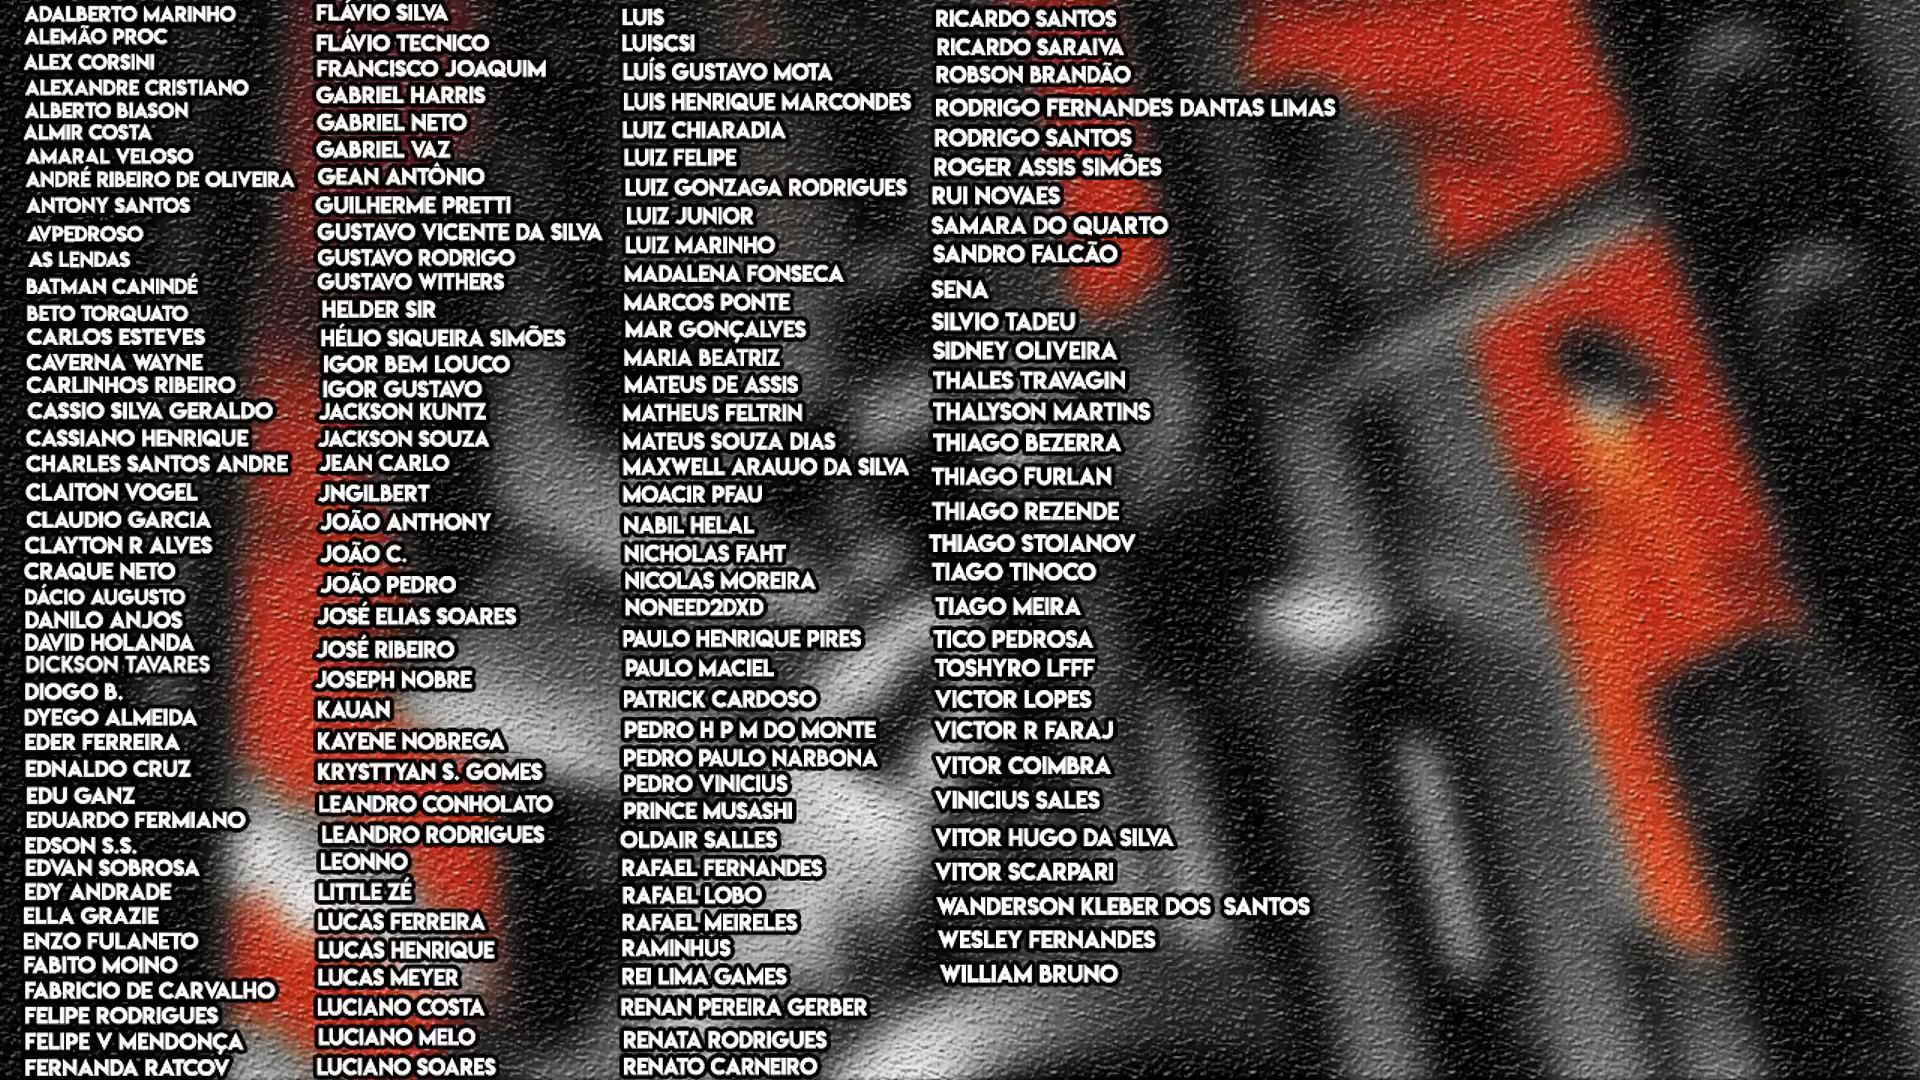 ADALBERTO MARINHO
ALEMÃO PROC
ALEX CORSINI
ALEXANDRE CRISTIANO
ALBERTO BIASON
ALMIR COSTA
AMARAL VELOSO
ANDRÉ RIBEIRO DE OLIVEIRA
ANTONY SANTOS
AVPEDROSO
AS LENDAS
BATMAN CANINDÉ
BETO TORQUATO
CARLOS ESTEVES
CAVERNA WAYNE
CARLINHOS RIBEIRO
CASSIO SILVA GERALDO
CASSIANO HENRIQUE
CHARLES SANTOS ANDRE
CLAITON VOGEL
CLAUDIO GARCIA
CLAYTON R ALVES
CRAQUE NETO
DÁCIO AUGUSTO
DANILO ANJOS
DAVID HOLANDA
DICKSON TAVARES
DIOGO B.
DYEGO ALMEIDA
EDER FERREIRA
EDNALDO CRUZ
EDU GANZ
EDUARDO FERMIANO
EDSON S.S.
EDVAN SOBROSA
EDY ANDRADE
ELLA GRAZIE
ENZO FULANETO
FABITO MOINO
FABRICIO DE CARVALHO
FELIPE RODRIGUES
FELIPE V MENDONÇA
FERNANDA RATCOV
FLÁVIO SILVA
FLÁVIO TECNICO
FRANCISCO JOAQUIM
GABRIEL HARRIS
GABRIEL NETO
GABRIEL VAZ
GEAN ANTÔNIO
GUILHERME PRETTI
GUSTAVO VICENTE DA SILVA
GUSTAVO RODRIGO
GUSTAVO WITHERS
HELDER SIR
HÉLIO SIQUEIRA SIMÕES
IGOR BEM LOUCO
IGOR GUSTAVO
JACKSON KUNTZ
JACKSON SOUZA
JEAN CARLO
JNGILBERT
JOÃO ANTHONY
JOÃO C.
JOÃO PEDRO
JOSÉ ELIAS SOARES
JOSÉ RIBEIRO
JOSEPH NOBRE
KAUAN
KAYENE NOBREGA
KRYSTTYAN S. GOMES
LEANDRO CONHOLATO
LEANDRO RODRIGUES
LEONNO
LITTLE ZÉ
LUCAS FERREIRA
LUCAS HENRIQUE
LUCAS MEYER
LUCIANO COSTA
LUCIANO MELO
LUCIANO SOARES
LUIS
LUISCSI
LUÍS GUSTAVO MOTA
LUIS HENRIQUE MARCONDES
LUIZ CHIARADIA
LUIZ FELIPE
LUIZ GONZAGA RODRIGUES
LUIZ JUNIOR
LUIZ MARINHO
MADALENA FONSECA
MARCOS PONTE
MAR GONÇALVES
MARIA BEATRIZ
MATEUS DE ASSIS
MATHEUS FELTRIN
MATEUS SOUZA DIAS
MAXWELL ARAUJO DA SILVA
MOACIR PFAU
NABIL HELAL
NICHOLAS FAHT
NICOLAS MOREIRA
NONEED2DXD
PAULO HENRIQUE PIRES
PAULO MACIEL
PATRICK CARDOSO
PEDRO H P M DO MONTE
PEDRO PAULO NARBONA
PEDRO VINICIUS
PRINCE MUSASHI
OLDAIR SALLES
RAFAEL FERNANDES
RAFAEL LOBO
RAFAEL MEIRELES
RAMINHUS
REI LIMA GAMES
RENAN PEREIRA GERBER
RENATA RODRIGUES
RENATO CARNEIRO
RICARDO SANTOS
RICARDO SARAIVA
ROBSON BRANDÃO
RODRIGO FERNANDES DANTAS LIMAS
RODRIGO SANTOS
ROGER ASSIS SIMÕES
RUI NOVAES
SAMARA DO QUARTO
SANDRO FALCÃO
SENA
SILVIO TADEU
SIDNEY OLIVEIRA
THALES TRAVAGIN
THALYSON MARTINS
THIAGO BEZERRA
THIAGO FURLAN
THIAGO REZENDE
THIAGO STOIANOV
TIAGO TINOCO
TIAGO MEIRA
TICO PEDROSA
TOSHYRO LFFF
VICTOR LOPES
VICTOR R FARAJ
VITOR COIMBRA
VINICIUS SALES
VITOR HUGO DA SILVA
VITOR SCARPARI
WANDERSON KLEBER DOS SANTOS
WESLEY FERNANDES
WILLIAM BRUNO